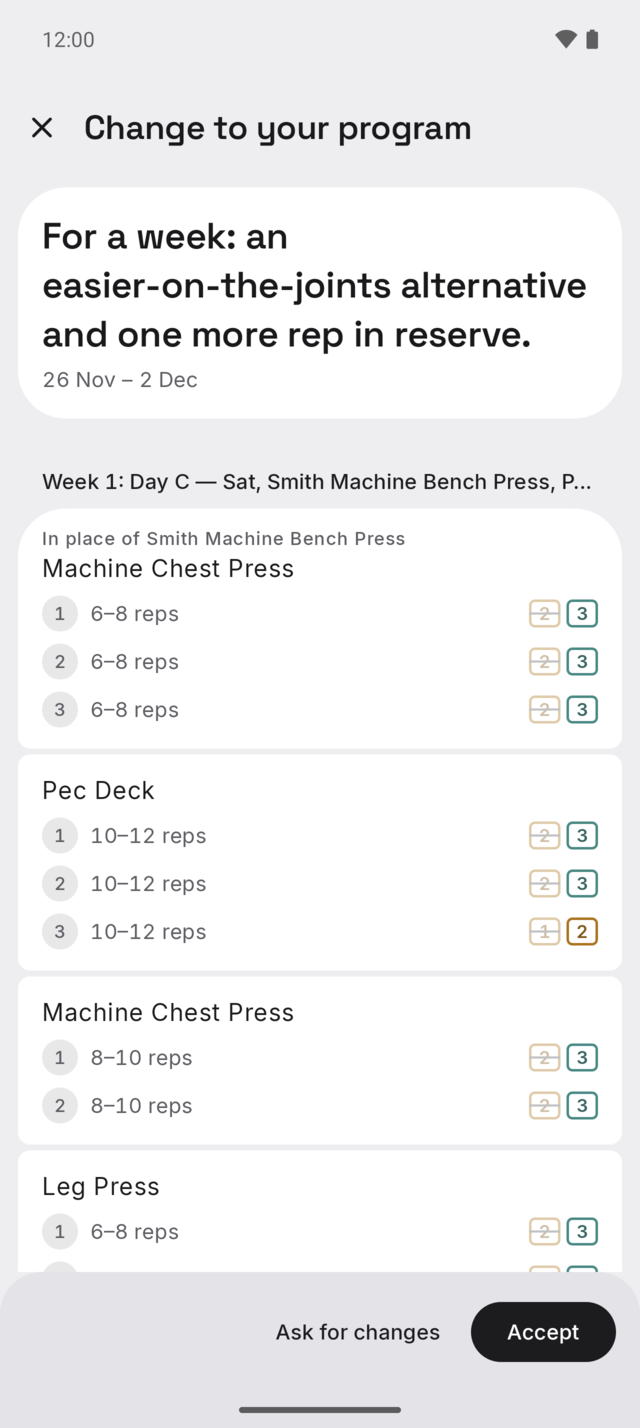 12:00
Change to your program
For a week: an
easier-on-the-joints alternative
and one more rep in reserve.
26 Nov – 2 Dec
Week 1: Day C — Sat, Smith Machine Bench Press, P...
In place of Smith Machine Bench Press
Machine Chest Press
1 6–8 reps 2 3
2 6–8 reps 2 3
3 6–8 reps 2 3
Pec Deck
1 10–12 reps 2 3
2 10–12 reps 2 3
3 10–12 reps 1 2
Machine Chest Press
1 8–10 reps 2 3
2 8–10 reps 2 3
Leg Press
1 6–8 reps 2 3
Ask for changes Accept